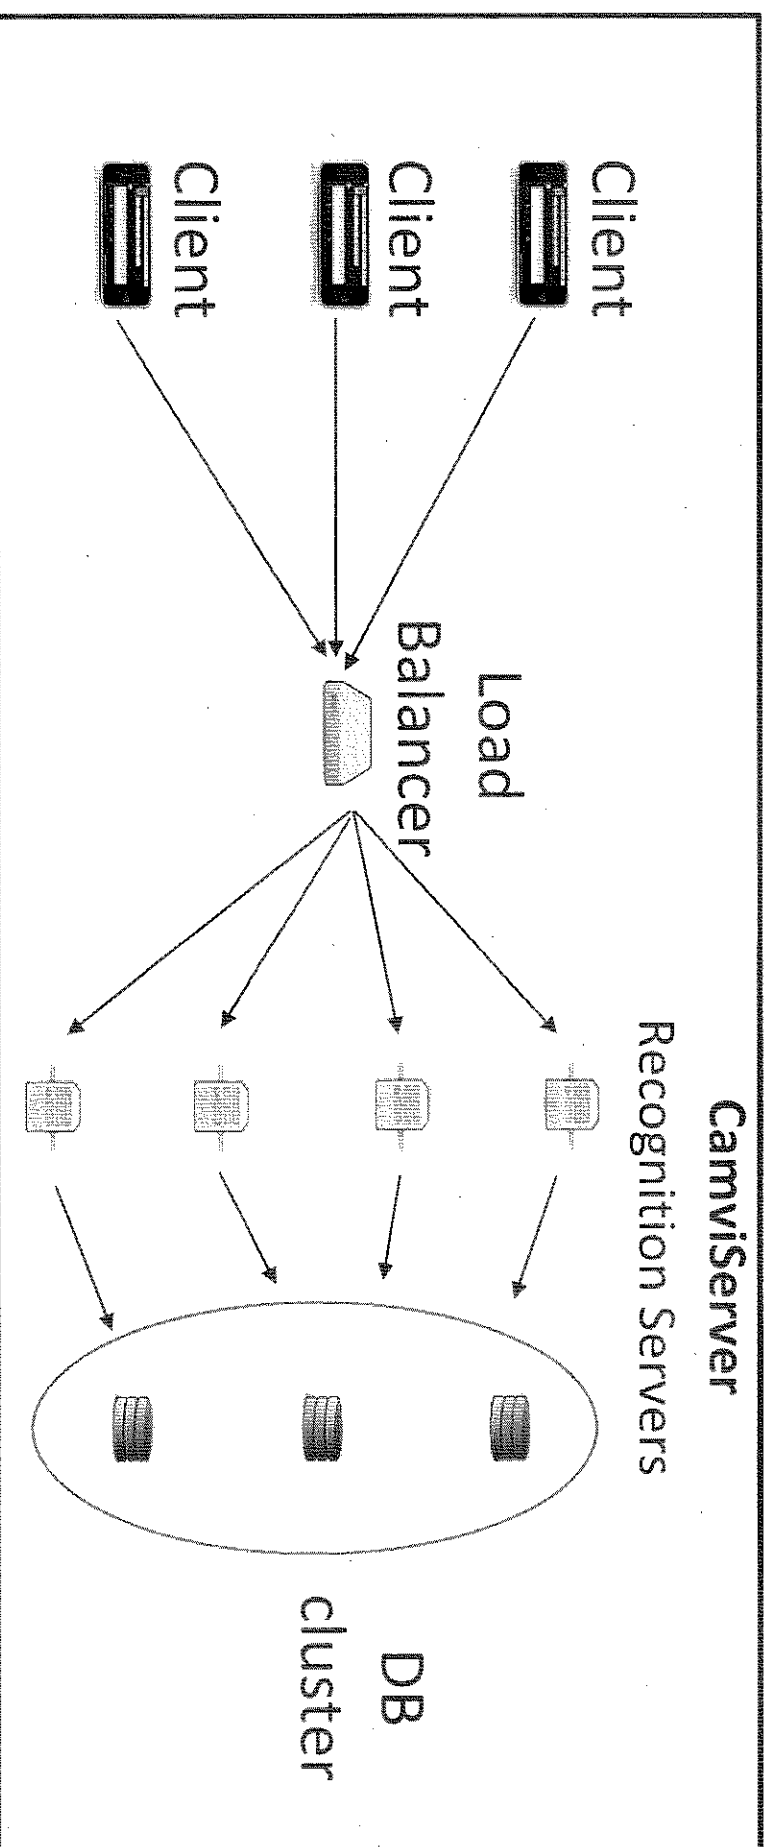 CamviServer
Recognition Servers
Client
Client
Client
Load
Balancer
DB
cluster